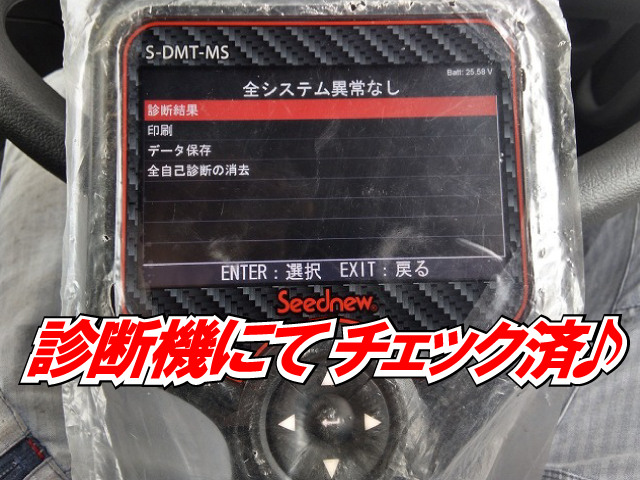 S-DMT-MS
Batt: 25.58 V
全システム異常なし
診断結果
印刷
データ保存
全自己診断の消去
ENTER：選択 EXIT：戻る
Seednew
診断機にて チェック済♪